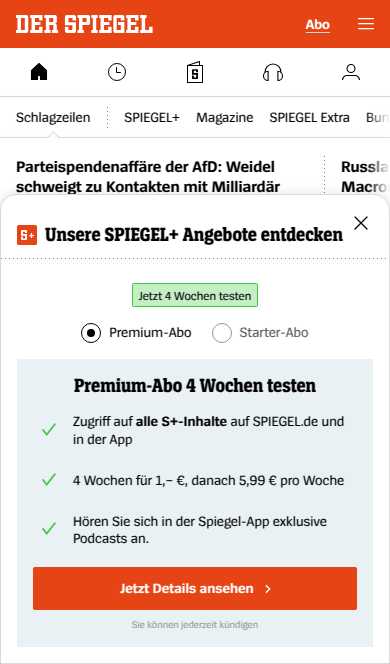 DER SPIEGEL
Abo
S
Schlagzeilen
SPIEGEL+
Magazine
SPIEGEL Extra
Bun
Parteispendenaffäre der AfD: Weidel
schweigt zu Kontakten mit Milliardär
Russla
Macro
S+ Unsere SPIEGEL+ Angebote entdecken
Jetzt 4 Wochen testen
Premium-Abo
Starter-Abo
Premium-Abo 4 Wochen testen
Zugriff auf alle S+-Inhalte auf SPIEGEL.de und
in der App
4 Wochen für 1,– €, danach 5,99 € pro Woche
Hören Sie sich in der Spiegel-App exklusive
Podcasts an.
Jetzt Details ansehen
Sie können jederzeit kündigen